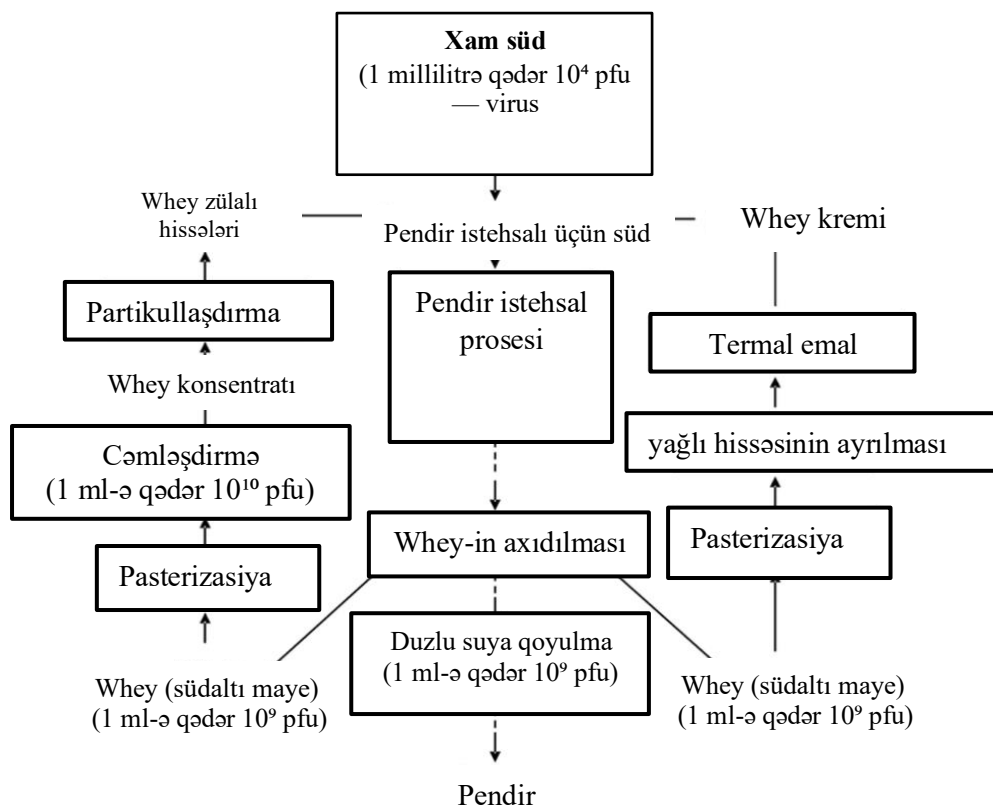 Xam süd
(1 millilitrə qədər 10⁴ pfu
— virus
Whey zülalı
hissələri
Pendir istehsalı üçün süd
Whey kremi
Partikullaşdırma
Pendir istehsal
prosesi
Termal emal
Whey konsentratı
Cəmləşdirmə
(1 ml-ə qədər 10¹⁰ pfu)
yağlı hissəsinin ayrılması
Pasterizasiya
Whey-in axıdılması
Pasterizasiya
Duzlu suya qoyulma
(1 ml-ə qədər 10⁹ pfu)
Whey (südaltı maye)
(1 ml-ə qədər 10⁹ pfu)
Whey (südaltı maye)
(1 ml-ə qədər 10⁹ pfu)
Pendir